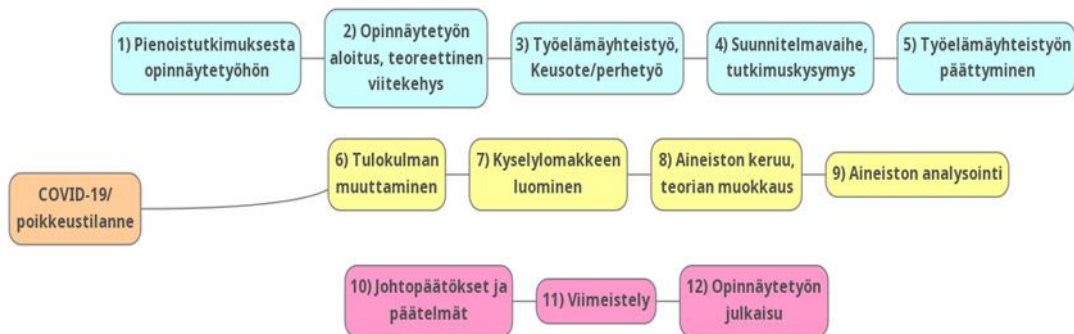 1) Pienoistutkimuksesta
opinnäytetyöhön
2) Opinnäytetyön
aloitus, teoreettinen
viitekehys
3) Työelämäyhteistyö,
Keusote/perhetyö
4) Suunnitelmavaihe,
tutkimuskysymys
5) Työelämäyhteistyön
päättyminen
COVID-19/
poikkeustilanne
6) Tulokulman
muuttaminen
7) Kyselylomakkeen
luominen
8) Aineiston keruu,
teorian muokkaus
9) Aineiston analysointi
10) Johtopäätökset ja
päätelmät
11) Viimeistely
12) Opinnäytetyön
julkaisu